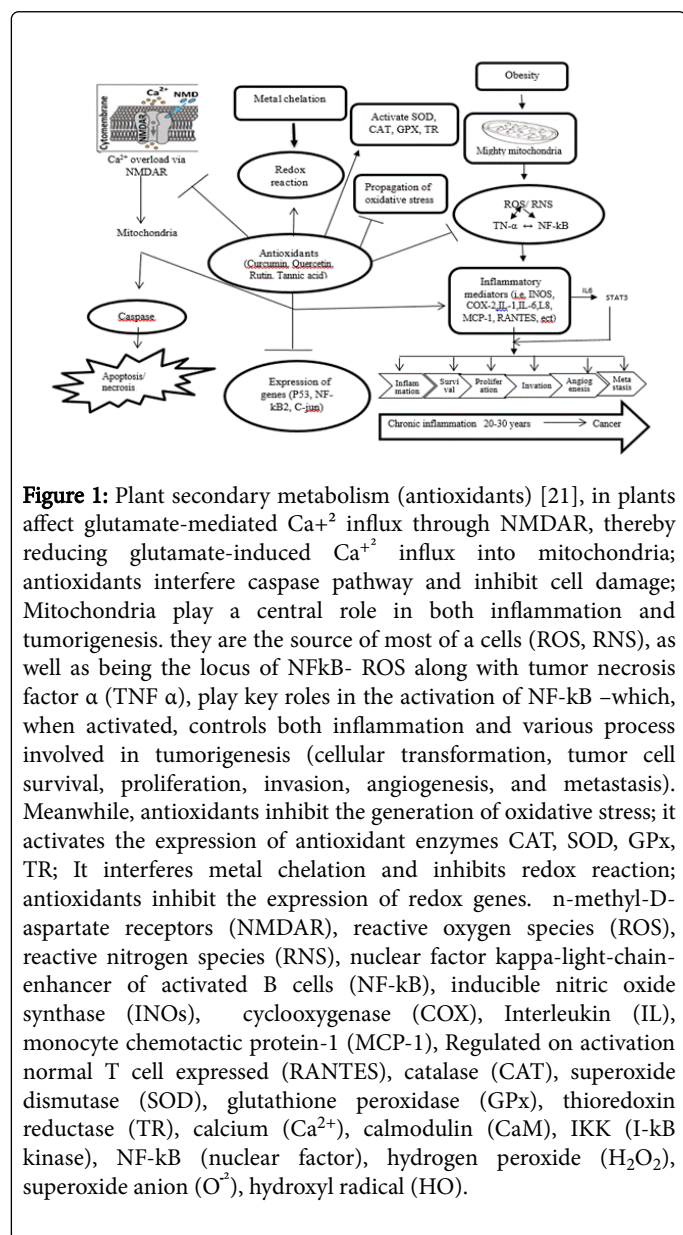 Obesity
Ca²⁺
NMD
Cytomembrane
NMDAR
Metal chelation
Activate SOD,
CAT, GPX, TR
Mighty mitochondria
Ca²⁺ overload via
NMDAR
Redox
reaction
Propagation of
oxidative stress
ROS/ RNS
TN-α ↔ NF-kB
Mitochondria
Antioxidants
(Curcumin, Quercetin,
Rutin, Tannic acid)
Inflammatory
mediators (i.e, INOS,
COX-2,IL-1,IL-6,L8,
MCP-1, RANTES, ect)
IL6
STAT3
Caspase
Apoptosis/
necrosis
Expression of
genes (P53, NF-
kB2, C-jun)
Inflam
mation
Survi
val
Prolifer
ation
Invation
Angiog
enesis
Meta
stasis
Chronic inflammation 20-30 years → Cancer
Figure 1: Plant secondary metabolism (antioxidants) [21], in plants
affect glutamate-mediated Ca+² influx through NMDAR, thereby
reducing glutamate-induced Ca⁺² influx into mitochondria;
antioxidants interfere caspase pathway and inhibit cell damage;
Mitochondria play a central role in both inflammation and
tumorigenesis. they are the source of most of a cells (ROS, RNS), as
well as being the locus of NFkB- ROS along with tumor necrosis
factor α (TNF α), play key roles in the activation of NF-kB –which,
when activated, controls both inflammation and various process
involved in tumorigenesis (cellular transformation, tumor cell
survival, proliferation, invasion, angiogenesis, and metastasis).
Meanwhile, antioxidants inhibit the generation of oxidative stress; it
activates the expression of antioxidant enzymes CAT, SOD, GPx,
TR; It interferes metal chelation and inhibits redox reaction;
antioxidants inhibit the expression of redox genes. n-methyl-D-
aspartate receptors (NMDAR), reactive oxygen species (ROS),
reactive nitrogen species (RNS), nuclear factor kappa-light-chain-
enhancer of activated B cells (NF-kB), inducible nitric oxide
synthase (INOs), cyclooxygenase (COX), Interleukin (IL),
monocyte chemotactic protein-1 (MCP-1), Regulated on activation
normal T cell expressed (RANTES), catalase (CAT), superoxide
dismutase (SOD), glutathione peroxidase (GPx), thioredoxin
reductase (TR), calcium (Ca²⁺), calmodulin (CaM), IKK (I-kB
kinase), NF-kB (nuclear factor), hydrogen peroxide (H₂O₂),
superoxide anion (O⁻²), hydroxyl radical (HO).